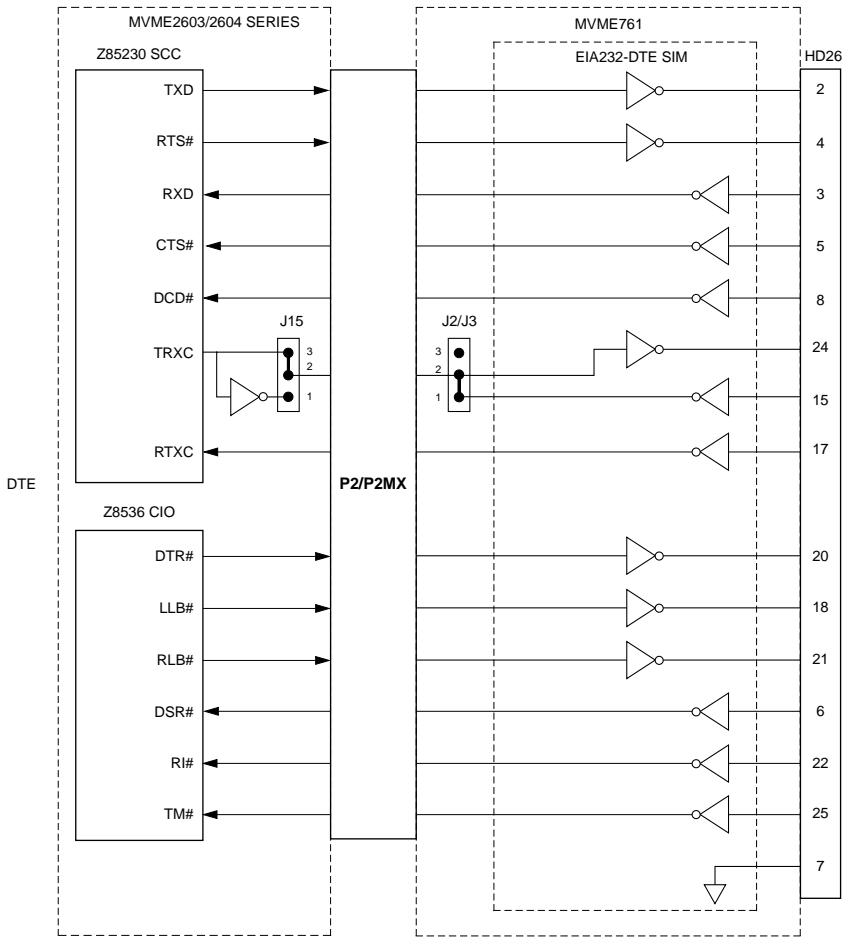 MVME2603/2604 SERIES
MVME761
Z85230 SCC
EIA232-DTE SIM
HD26
TXD
2
RTS#
4
RXD
3
CTS#
5
DCD#
8
J15
J2/J3
TRXC
3
2
1
3
2
1
24
15
RTXC
17
DTE
P2/P2MX
Z8536 CIO
DTR#
20
LLB#
18
RLB#
21
DSR#
6
RI#
22
TM#
25
7